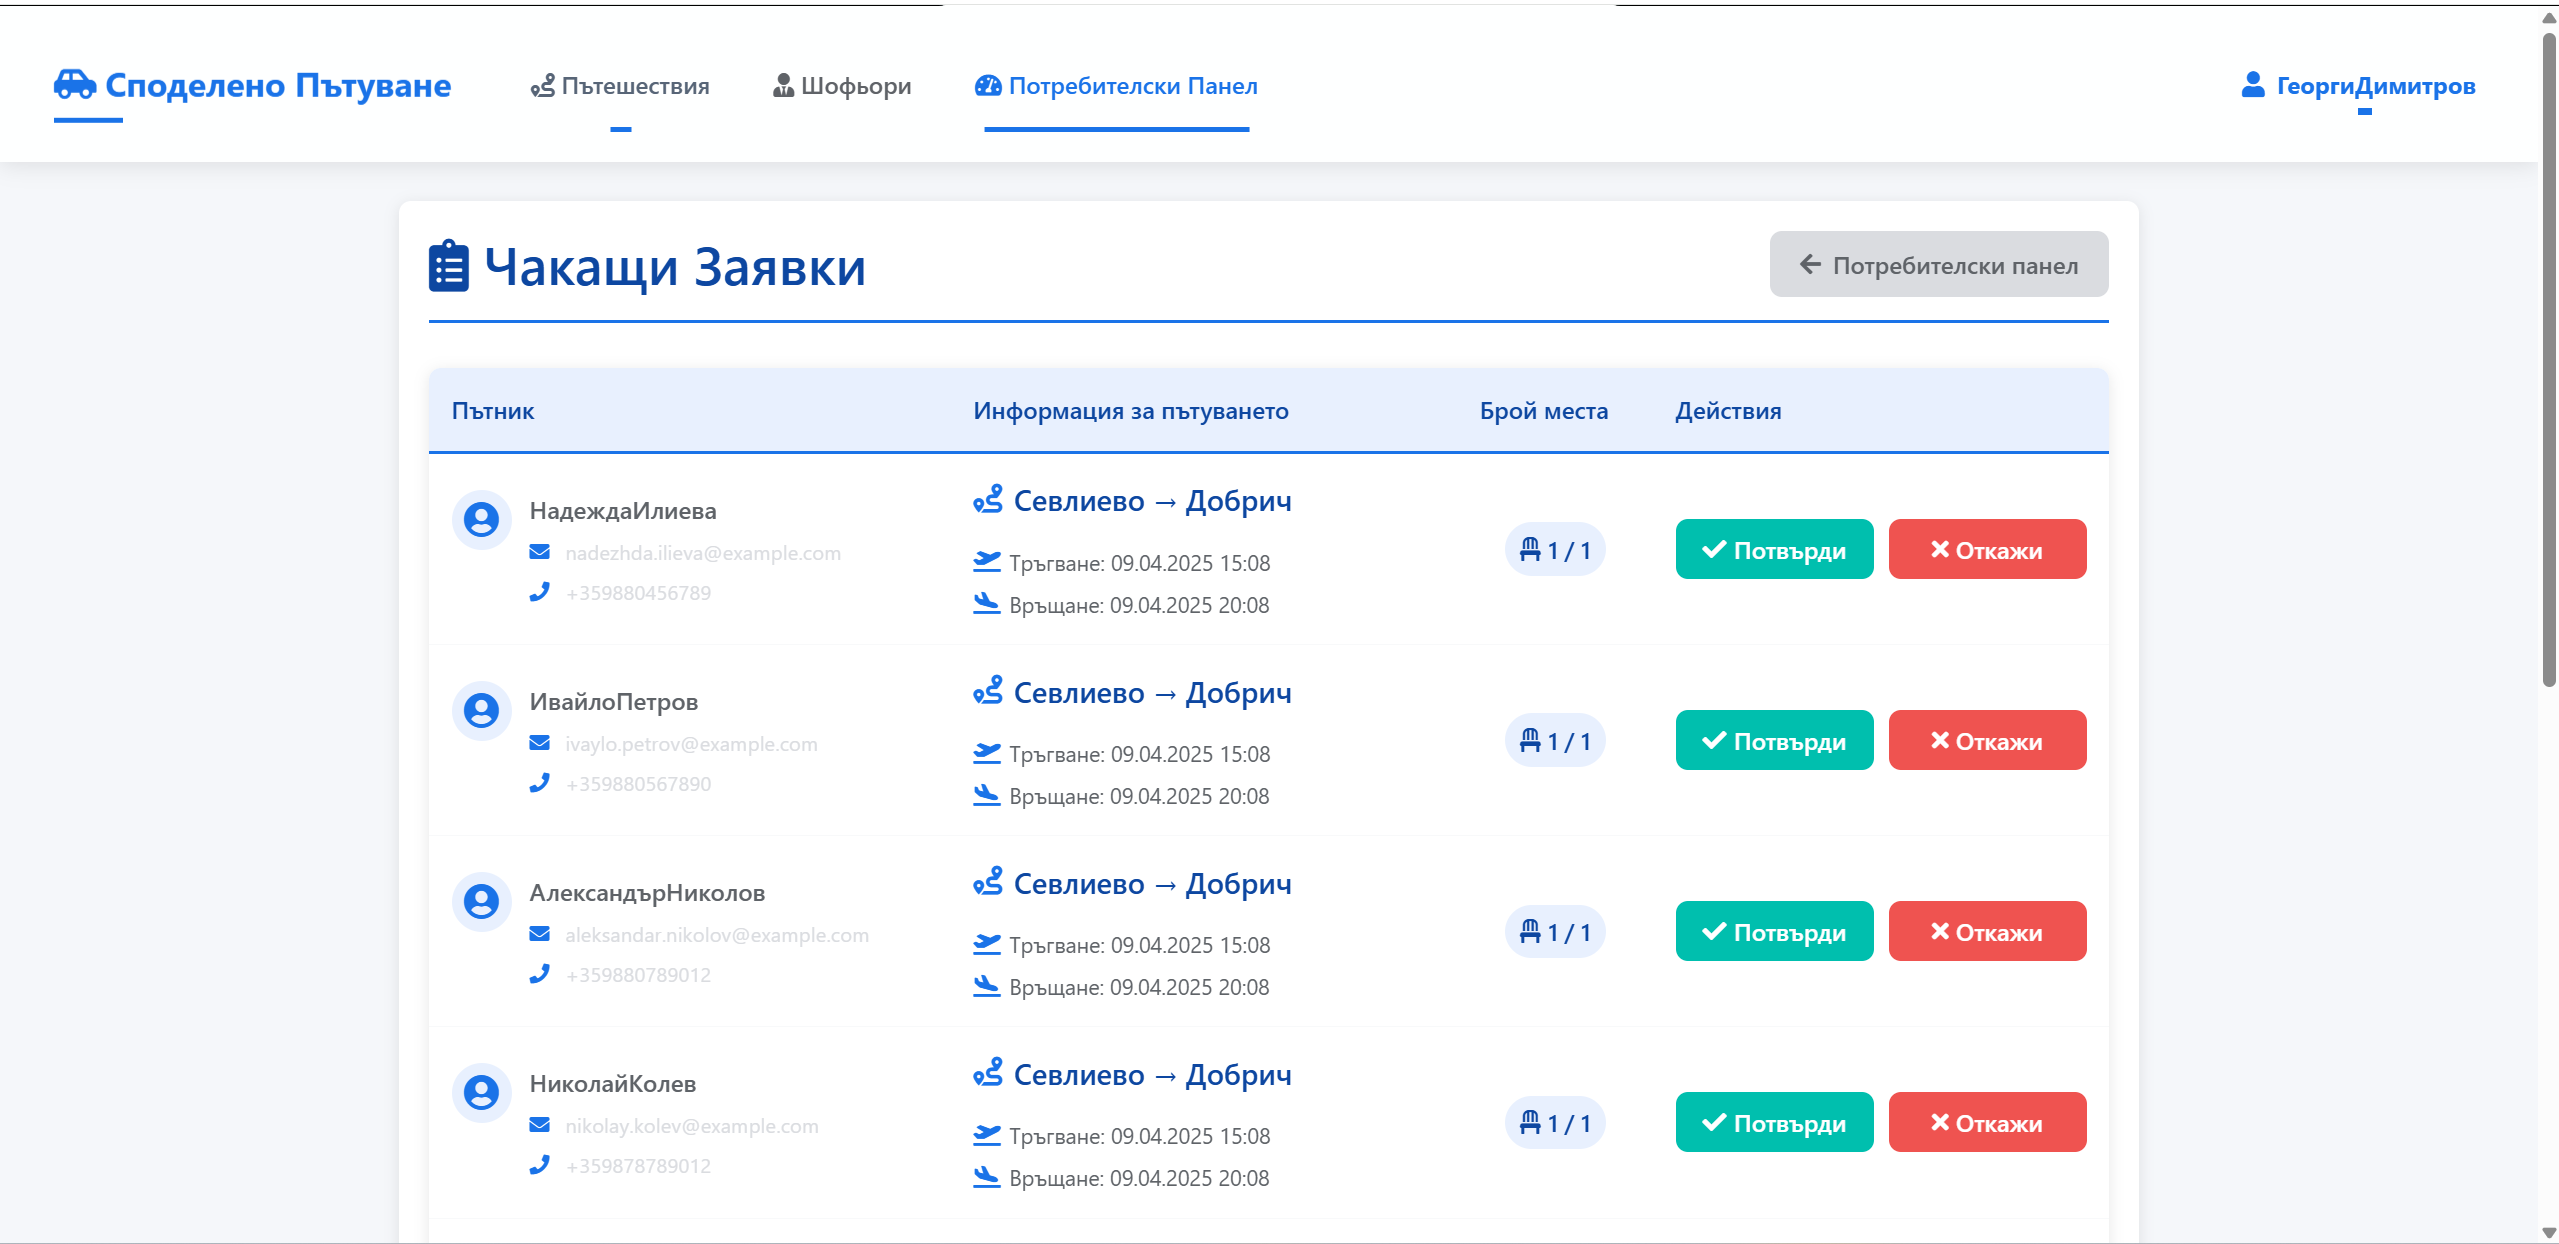 Споделено Пътуване
Пътешествия
Шофьори
Потребителски Панел
ГеоргиДимитров
Чакащи Заявки
← Потребителски панел
Пътник
Информация за пътуването
Брой места
Действия
НадеждаИлиева
nadezhda.ilieva@example.com
+359880456789
Севлиево → Добрич
Тръгване: 09.04.2025 15:08
Връщане: 09.04.2025 20:08
1 / 1
Потвърди
Откажи
ИвайлоПетров
ivaylo.petrov@example.com
+359880567890
Севлиево → Добрич
Тръгване: 09.04.2025 15:08
Връщане: 09.04.2025 20:08
1 / 1
Потвърди
Откажи
АлександърНиколов
aleksandar.nikolov@example.com
+359880789012
Севлиево → Добрич
Тръгване: 09.04.2025 15:08
Връщане: 09.04.2025 20:08
1 / 1
Потвърди
Откажи
НиколайКолев
nikolay.kolev@example.com
+359878789012
Севлиево → Добрич
Тръгване: 09.04.2025 15:08
Връщане: 09.04.2025 20:08
1 / 1
Потвърди
Откажи